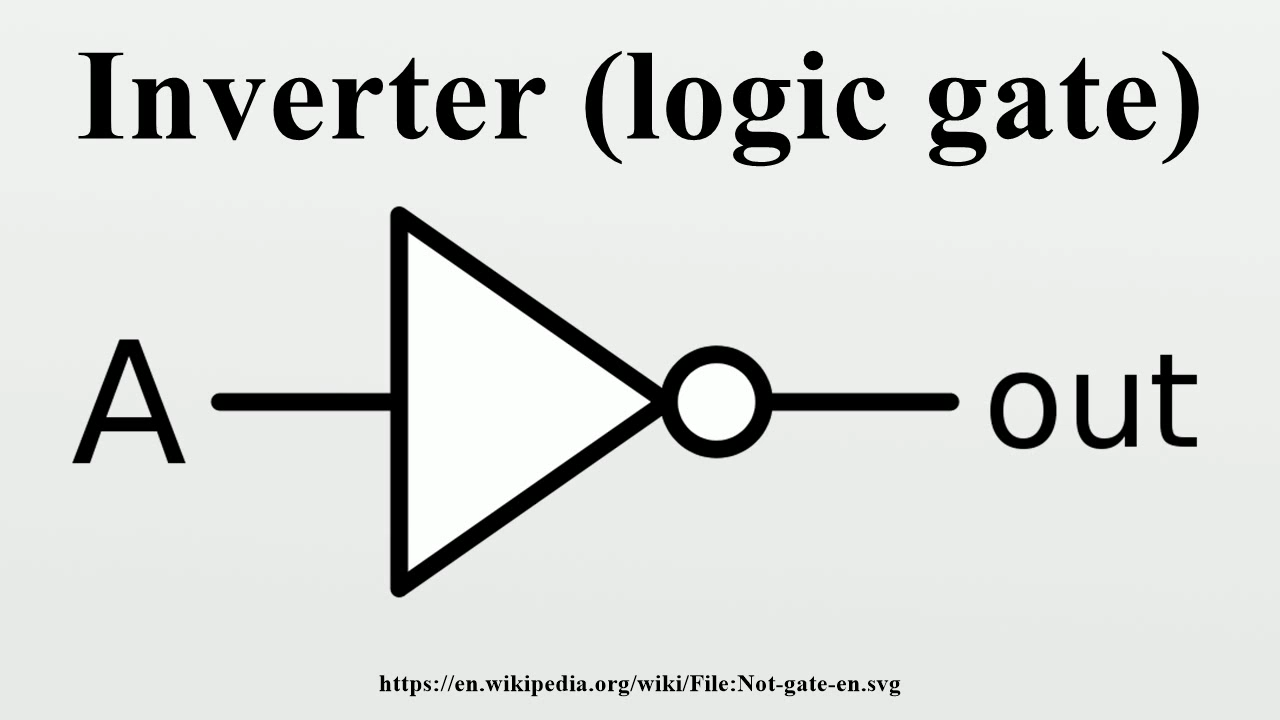 Inverter (logic gate)
A out
https://en.wikipedia.org/wiki/File:Not-gate-en.svg